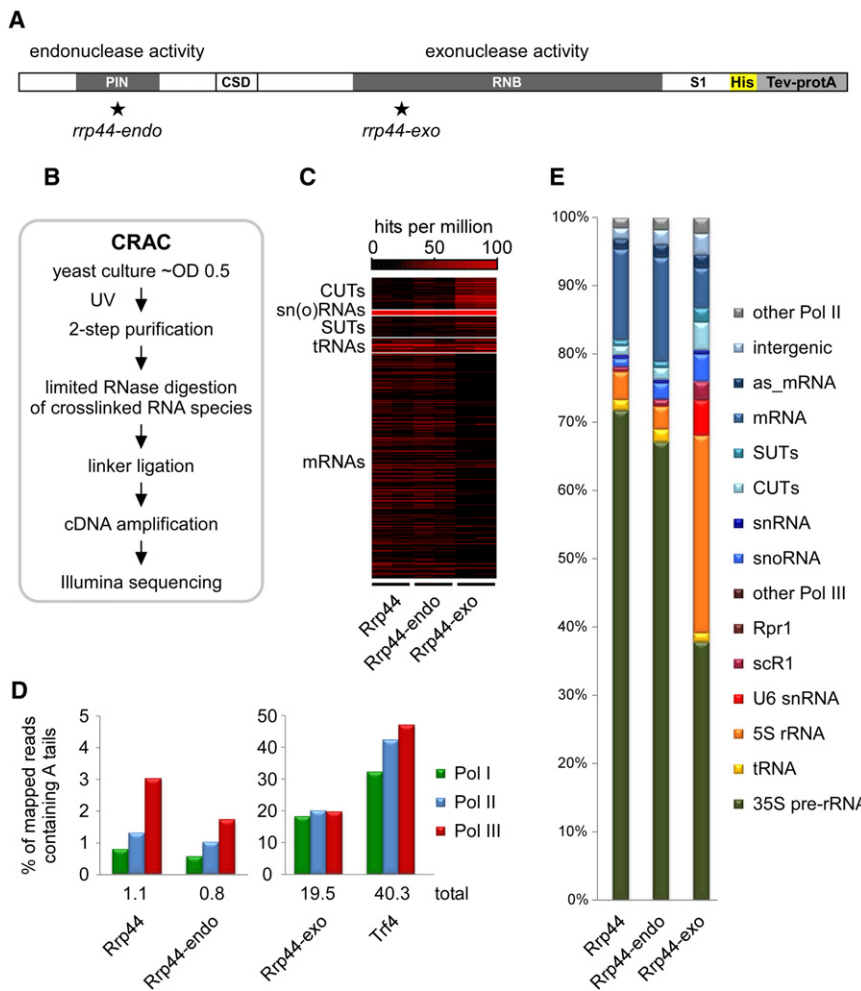 A
endonuclease activity
exonuclease activity
PIN
CSD
RNB
S1
His
Tev-protA
rrp44-endo
rrp44-exo
B
CRAC
yeast culture ~OD 0.5
UV
2-step purification
limited RNase digestion
of crosslinked RNA species
linker ligation
cDNA amplification
Illumina sequencing
C
hits per million
0 50 100
CUTs
sn(o)RNAs
SUTs
tRNAs
mRNAs
Rrp44
Rrp44-endo
Rrp44-exo
D
% of mapped reads
containing A tails
5
4
3
2
1
0
1.1
0.8
Rrp44
Rrp44-endo
50
40
30
20
10
0
19.5
40.3
total
Rrp44-exo
Trf4
Pol I
Pol II
Pol III
E
100%
90%
80%
70%
60%
50%
40%
30%
20%
10%
0%
Rrp44
Rrp44-endo
Rrp44-exo
other Pol II
intergenic
as_mRNA
mRNA
SUTs
CUTs
snRNA
snoRNA
other Pol III
Rpr1
scR1
U6 snRNA
5S rRNA
tRNA
35S pre-rRNA